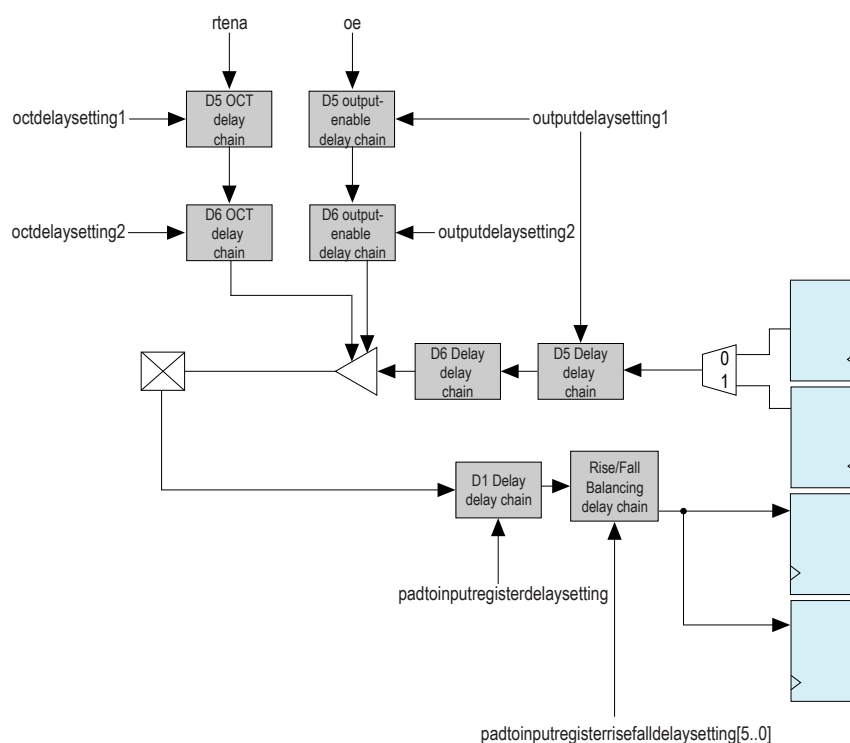 rtena
oe
octdelaysetting1
D5 OCT
delay
chain
D5 output-
enable
delay chain
outputdelaysetting1
octdelaysetting2
D6 OCT
delay
chain
D6 output-
enable
delay chain
outputdelaysetting2
D6 Delay
delay
chain
D5 Delay
delay
chain
0
1
D1 Delay
delay chain
Rise/Fall
Balancing
delay chain
padtoinputregisterdelaysetting
padtoinputregisterrisefalldelaysetting[5..0]